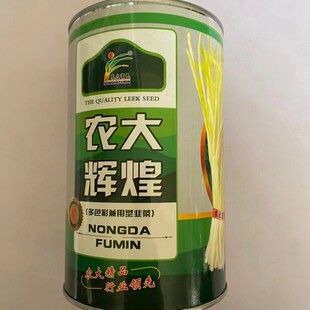 THE QUALITY LEEK SEED
农大
辉煌
(多色彩兼用型韭菜)
NONGDA
FUMIN
农大精品
行业领先